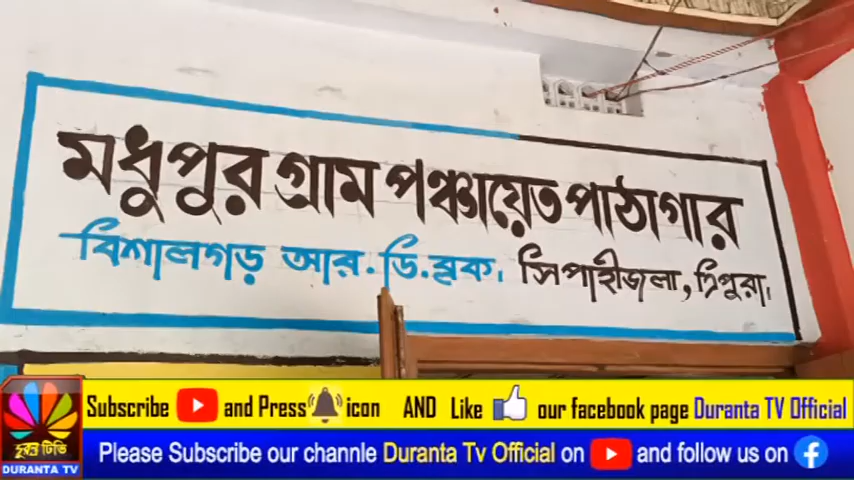 মধুপুর গ্রাম পঞ্চায়েত পাঠাগার
বিশালগড় আর.ডি.ব্লক. সিপাহীজলা, ত্রিপুরা।
Subscribe and Press icon AND Like our facebook page Duranta TV Official
দুরন্ত টিভি
DURANTA TV
Please Subscribe our channle Duranta Tv Official on and follow us on